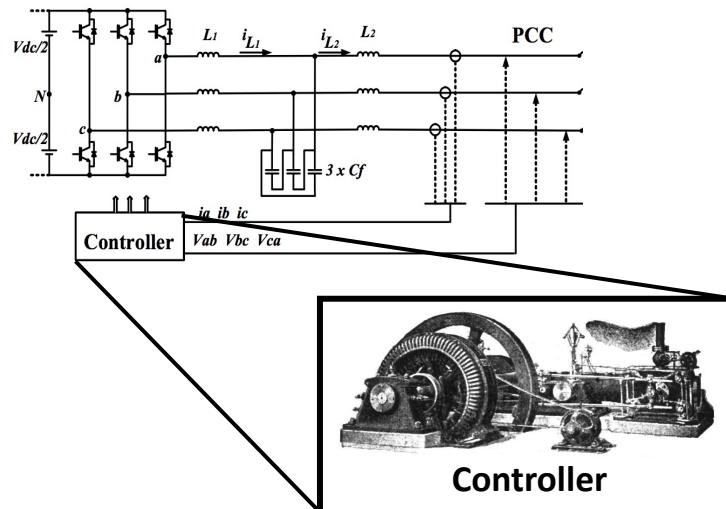 L1 iL1 iL2 L2 PCC
Vdc/2
a
N b
Vdc/2 c
3 x Cf
ia ib ic
Controller
Vab Vbc Vca
Controller